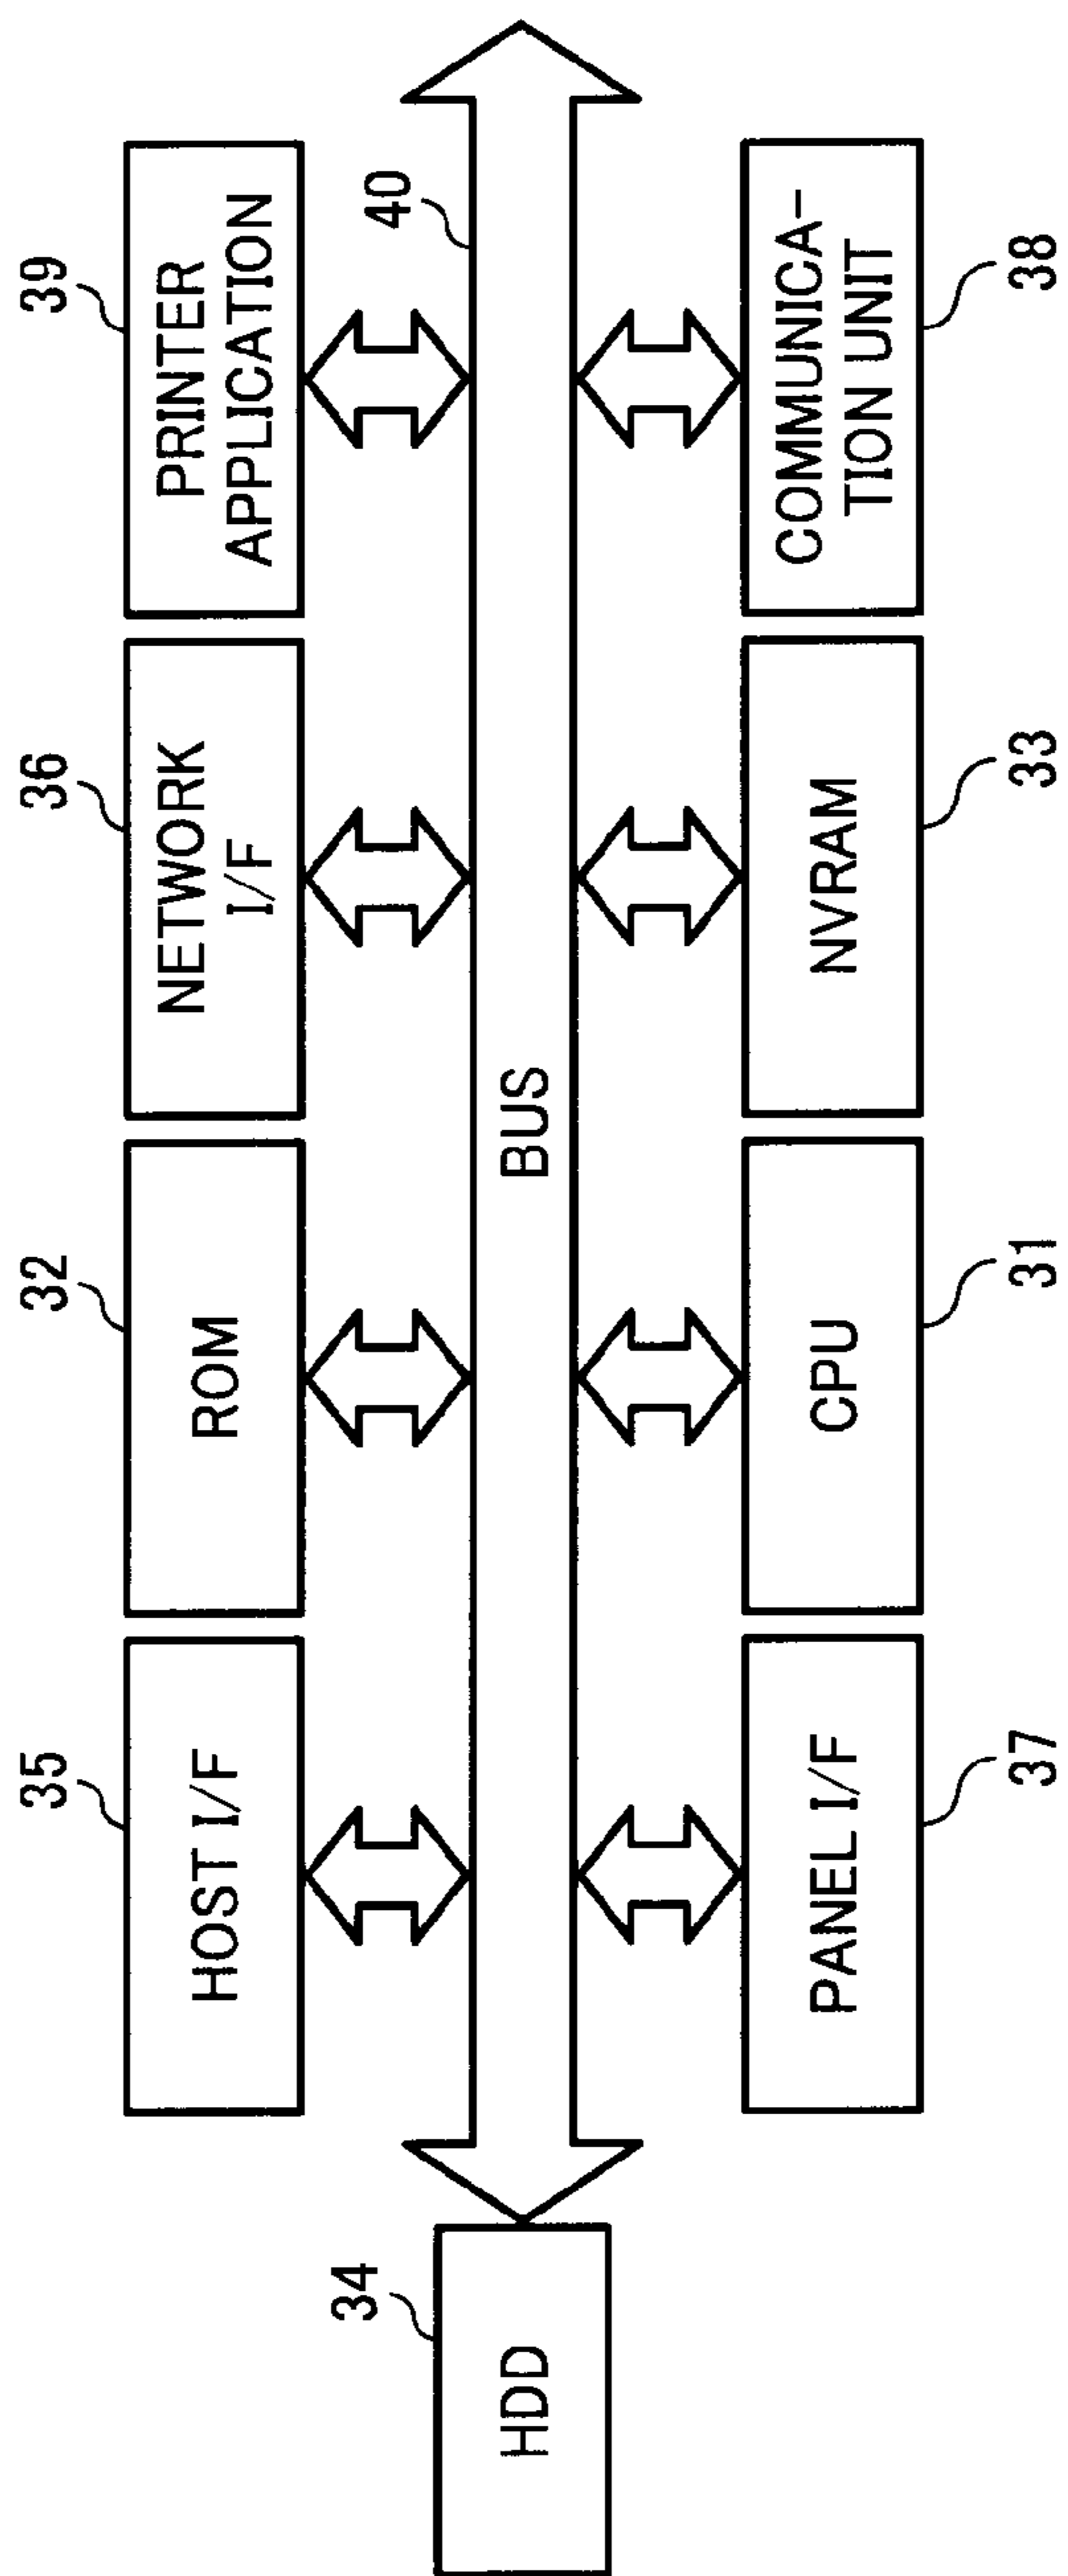 35
32
36
39
HOST I/F
ROM
NETWORK
I/F
PRINTER
APPLICATION
40
34
HDD
BUS
PANEL I/F
CPU
NVRAM
COMMUNICA-
TION UNIT
37
31
33
38